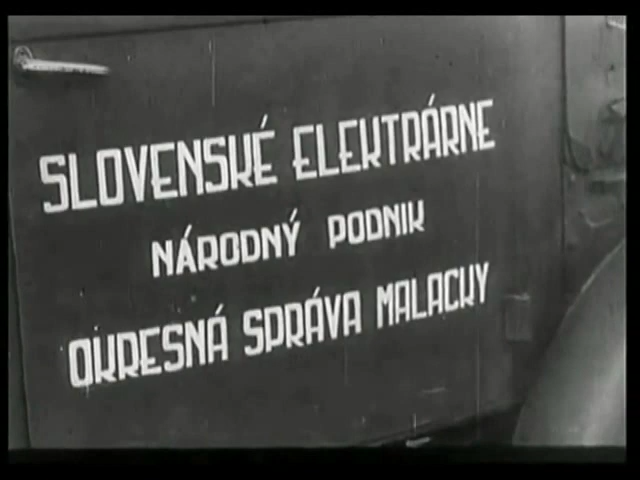 SLOVENSKÉ ELEKTRÁRNE
NÁRODNÝ PODNIK
OKRESNÁ SPRÁVA MALACKY